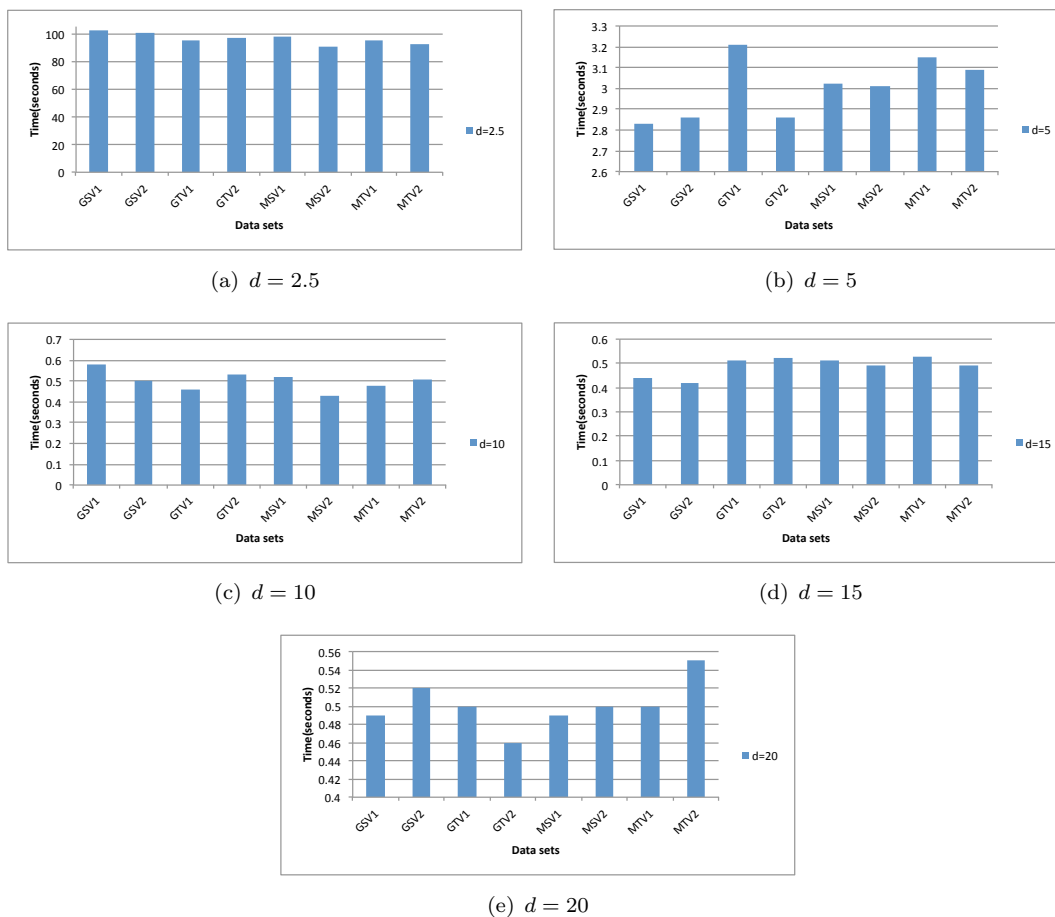 100
80
60
40
20
0
Time(seconds)
GSV1 GSV2 GTV1 GTV2 MSV1 MSV2 MTV1 MTV2
Data sets
d=2.5
(a) d = 2.5
3.3
3.2
3.1
3
2.9
2.8
2.7
2.6
Time(seconds)
GSV1 GSV2 GTV1 GTV2 MSV1 MSV2 MTV1 MTV2
Data sets
d=5
(b) d = 5
0.7
0.6
0.5
0.4
0.3
0.2
0.1
0
Time(seconds)
GSV1 GSV2 GTV1 GTV2 MSV1 MSV2 MTV1 MTV2
Data sets
d=10
(c) d = 10
0.6
0.5
0.4
0.3
0.2
0.1
0
Time(seconds)
GSV1 GSV2 GTV1 GTV2 MSV1 MSV2 MTV1 MTV2
Data sets
d=15
(d) d = 15
0.56
0.54
0.52
0.5
0.48
0.46
0.44
0.42
0.4
Time(seconds)
GSV1 GSV2 GTV1 GTV2 MSV1 MSV2 MTV1 MTV2
Data sets
d=20
(e) d = 20